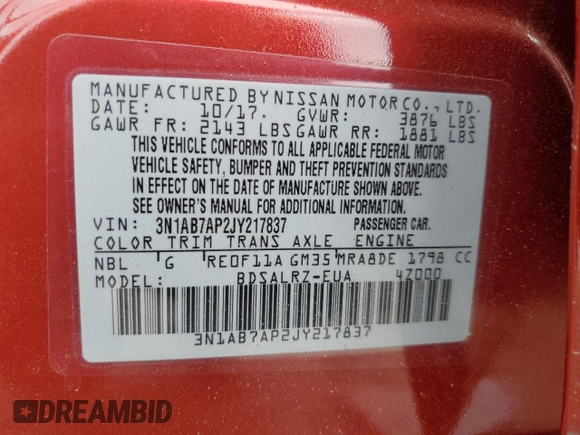 MANUFACTURED BY NISSAN MOTOR CO., LTD.
DATE: 10/17. GVWR: 3876 LBS
GAWR FR: 2143 LBS GAWR RR: 1881 LBS
THIS VEHICLE CONFORMS TO ALL APPLICABLE FEDERAL MOTOR
VEHICLE SAFETY, BUMPER AND THEFT PREVENTION STANDARDS
IN EFFECT ON THE DATE OF MANUFACTURE SHOWN ABOVE.
SEE OWNER'S MANUAL FOR ADDITIONAL INFORMATION.
VIN: 3N1AB7AP2JY217837 PASSENGER CAR.
COLOR TRIM TRANS AXLE ENGINE
NBL G RE0F11A GM35 MRA8DE 1798 CC
MODEL: BDSALRZ-EUA 47000
3N1AB7AP2JY217837
DREAMBID